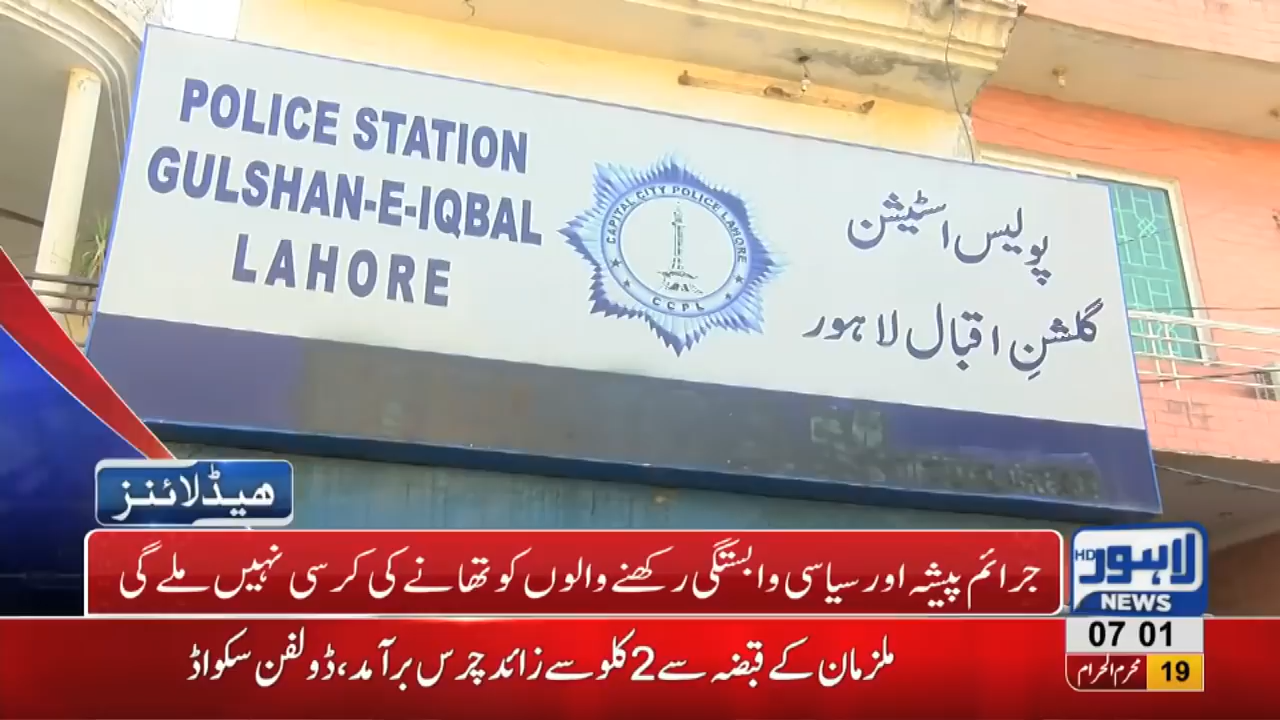 POLICE STATION
GULSHAN-E-IQBAL
LAHORE
CAPITAL CITY POLICE LAHORE
CCPL
پولیس اسٹیشن
گلشنِ اقبال لاہور
ھیڈلائنز
جرائم پیشہ اور سیاسی وابستگی رکھنے والوں کو تھانے کی کرسی نہیں ملے گی
HD لاہور
NEWS
07 01
19 محرم الحرام
ملزمان کے قبضہ سے 2 کلو سے زائد چرس برآمد، ڈولفن سکواڈ